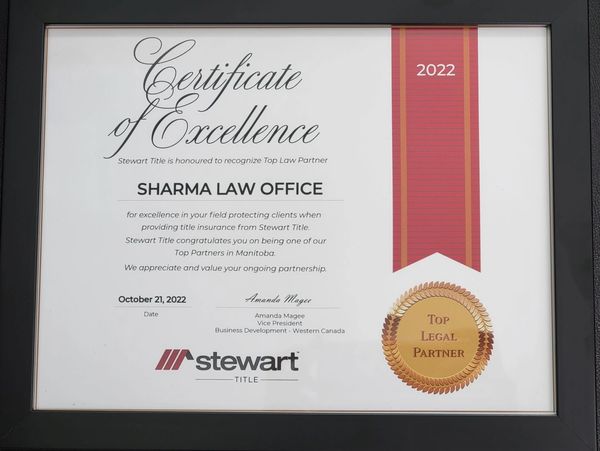 Certificate
of Excellence
Stewart Title is honoured to recognize Top Law Partner
SHARMA LAW OFFICE
for excellence in your field protecting clients when
providing title insurance from Stewart Title.
Stewart Title congratulates you on being one of our
Top Partners in Manitoba.
We appreciate and value your ongoing partnership.
October 21, 2022
Date
Amanda Magee
Amanda Magee
Vice President
Business Development - Western Canada
stewart
TITLE
2022
TOP
LEGAL
PARTNER